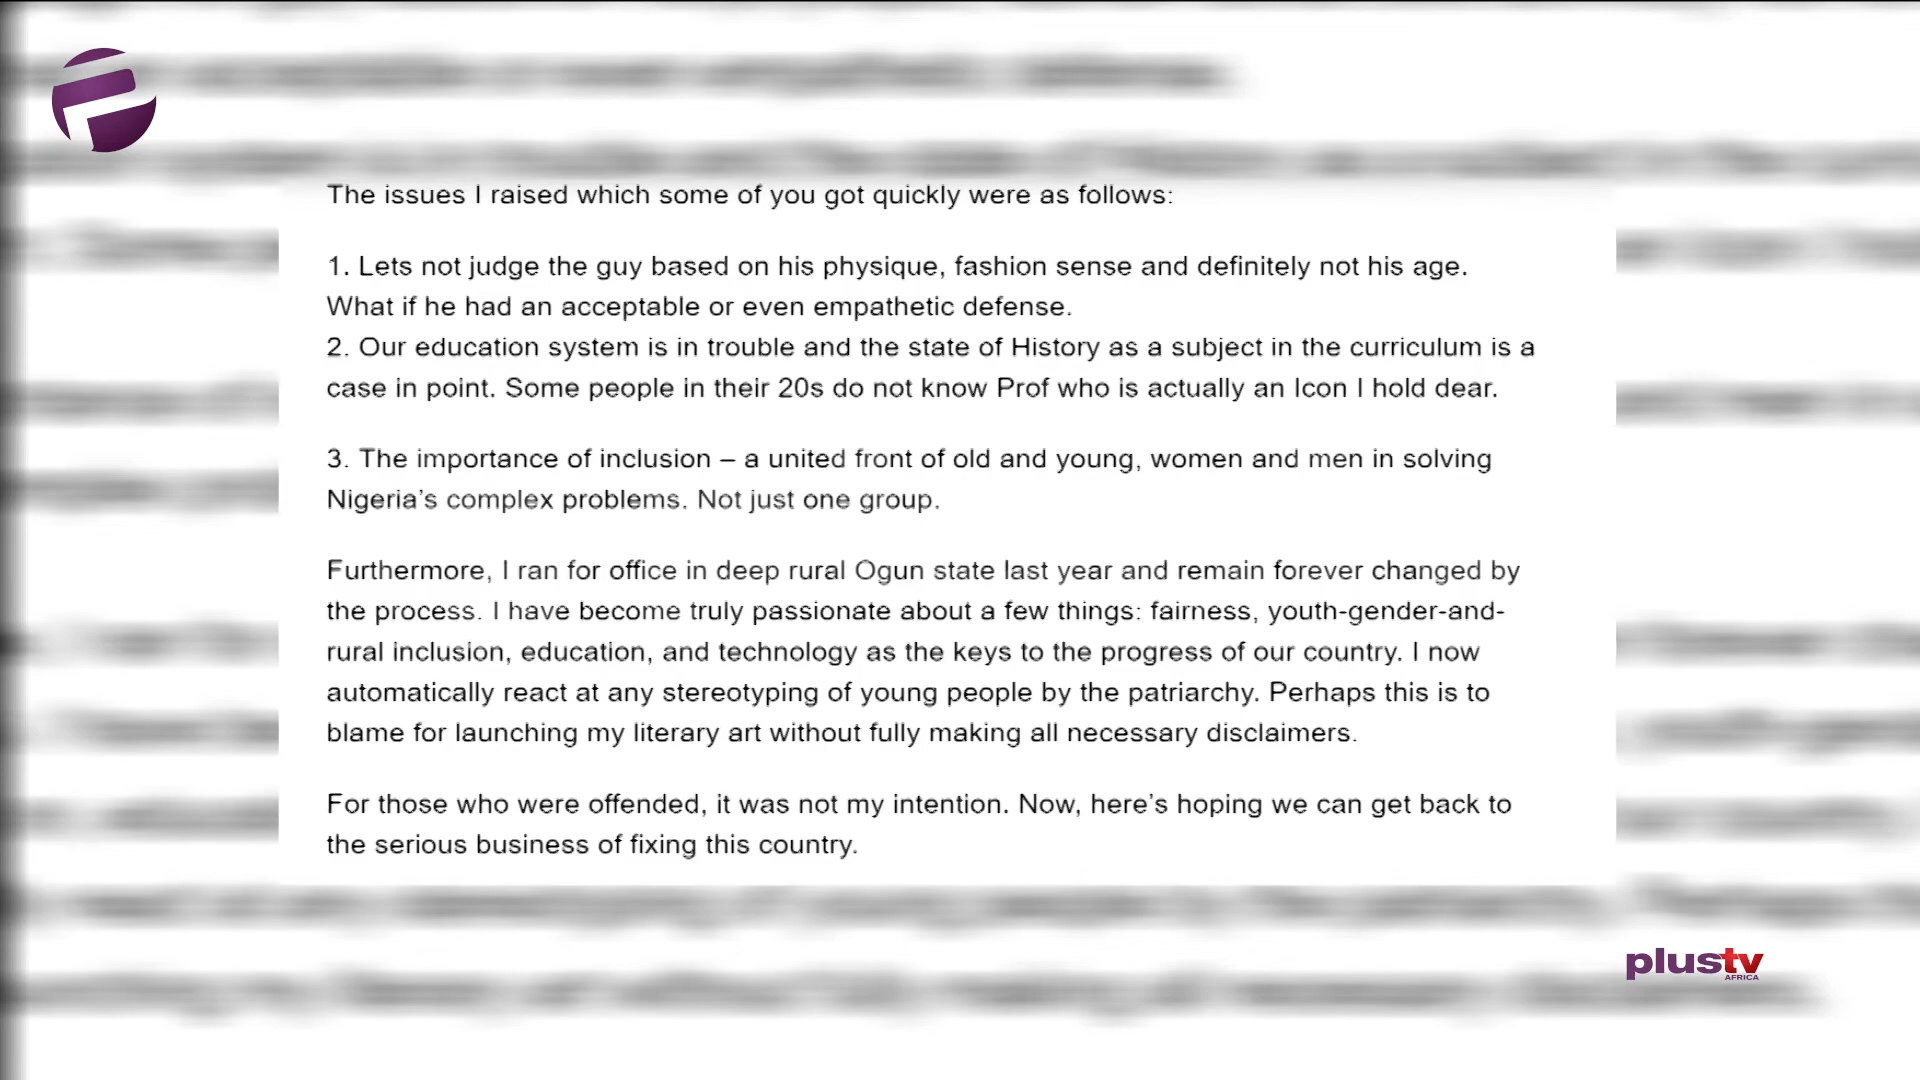 The issues I raised which some of you got quickly were as follows:
1. Lets not judge the guy based on his physique, fashion sense and definitely not his age.
What if he had an acceptable or even empathetic defense.
2. Our education system is in trouble and the state of History as a subject in the curriculum is a
case in point. Some people in their 20s do not know Prof who is actually an Icon I hold dear.
3. The importance of inclusion – a united front of old and young, women and men in solving
Nigeria’s complex problems. Not just one group.
Furthermore, I ran for office in deep rural Ogun state last year and remain forever changed by
the process. I have become truly passionate about a few things: fairness, youth-gender-and-
rural inclusion, education, and technology as the keys to the progress of our country. I now
automatically react at any stereotyping of young people by the patriarchy. Perhaps this is to
blame for launching my literary art without fully making all necessary disclaimers.
For those who were offended, it was not my intention. Now, here’s hoping we can get back to
the serious business of fixing this country.
plustv
AFRICA